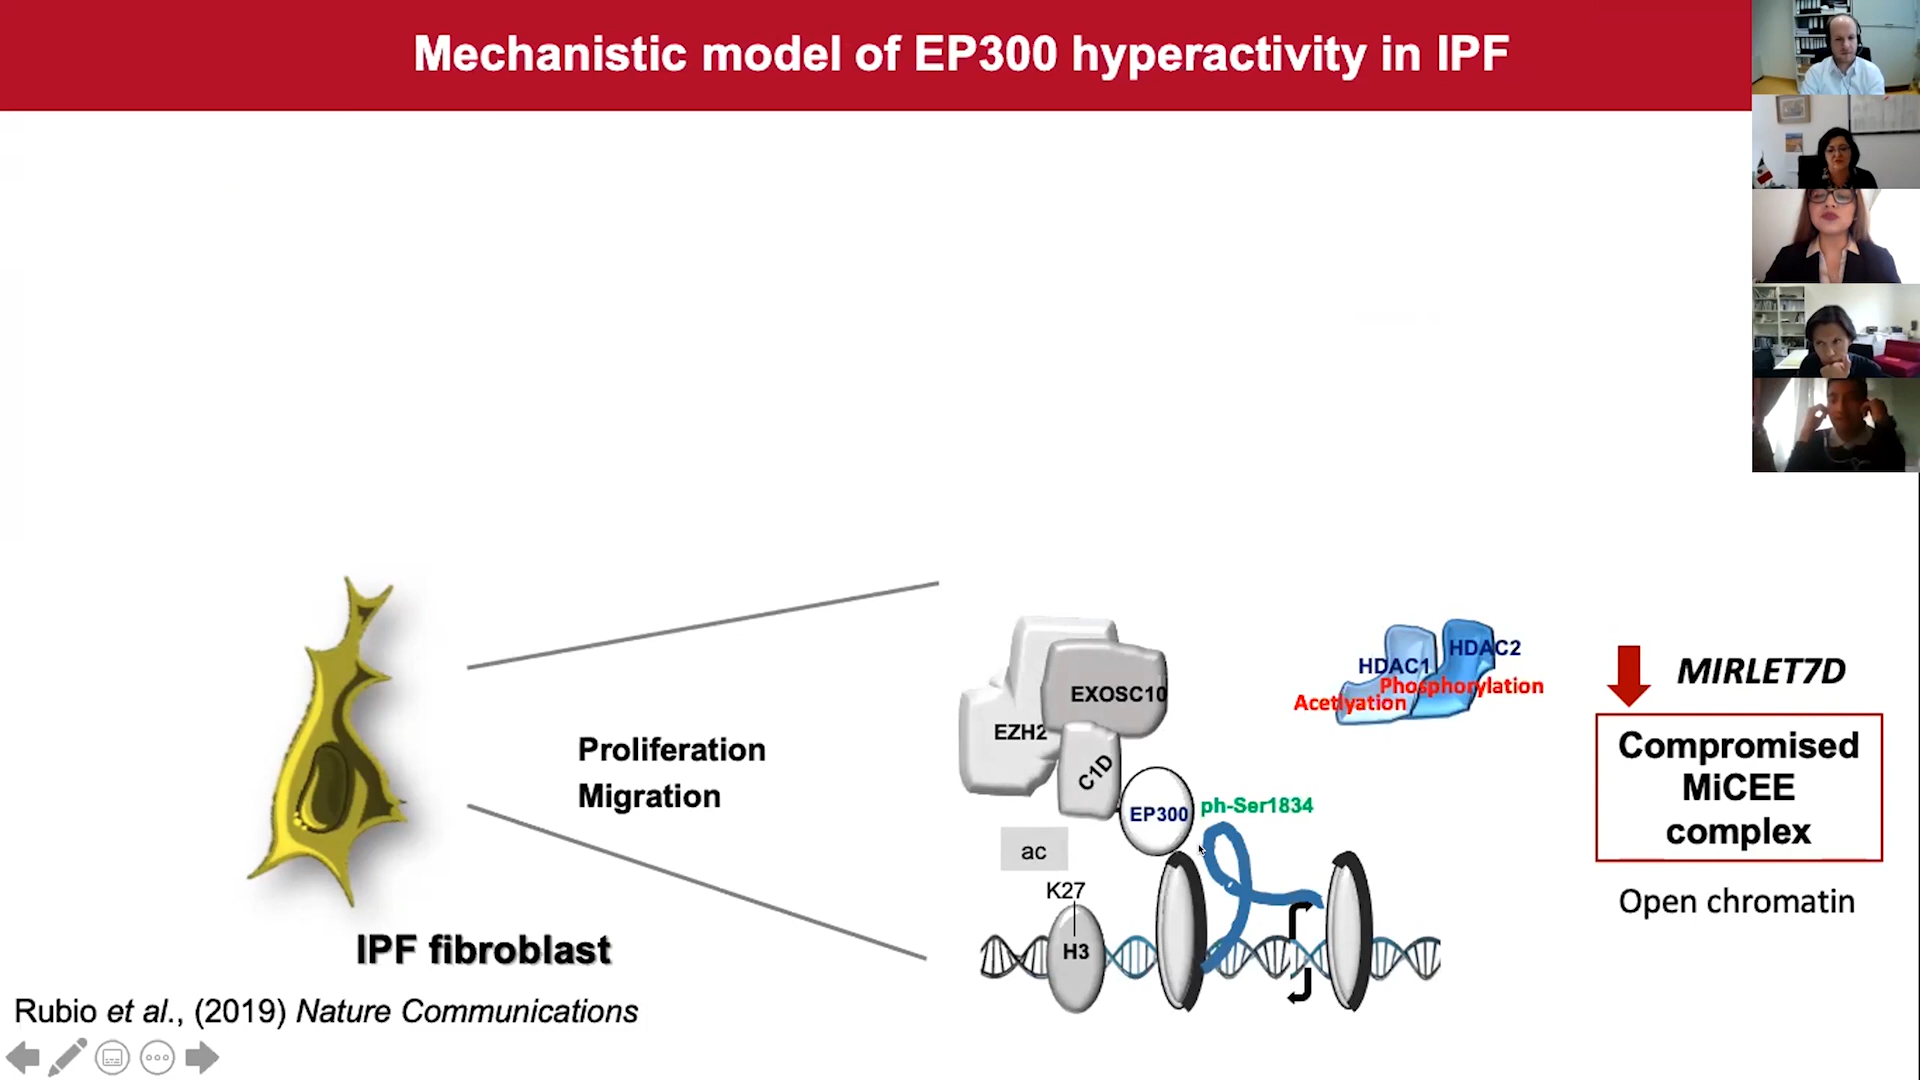 Mechanistic model of EP300 hyperactivity in IPF
Proliferation
Migration
IPF fibroblast
EXOSC10
EZH2
C1D
EP300
ph-Ser1834
ac
K27
H3
HDAC1
HDAC2
Phosphorylation
Acetlyation
MIRLET7D
Compromised
MiCEE
complex
Open chromatin
Rubio et al., (2019) Nature Communications